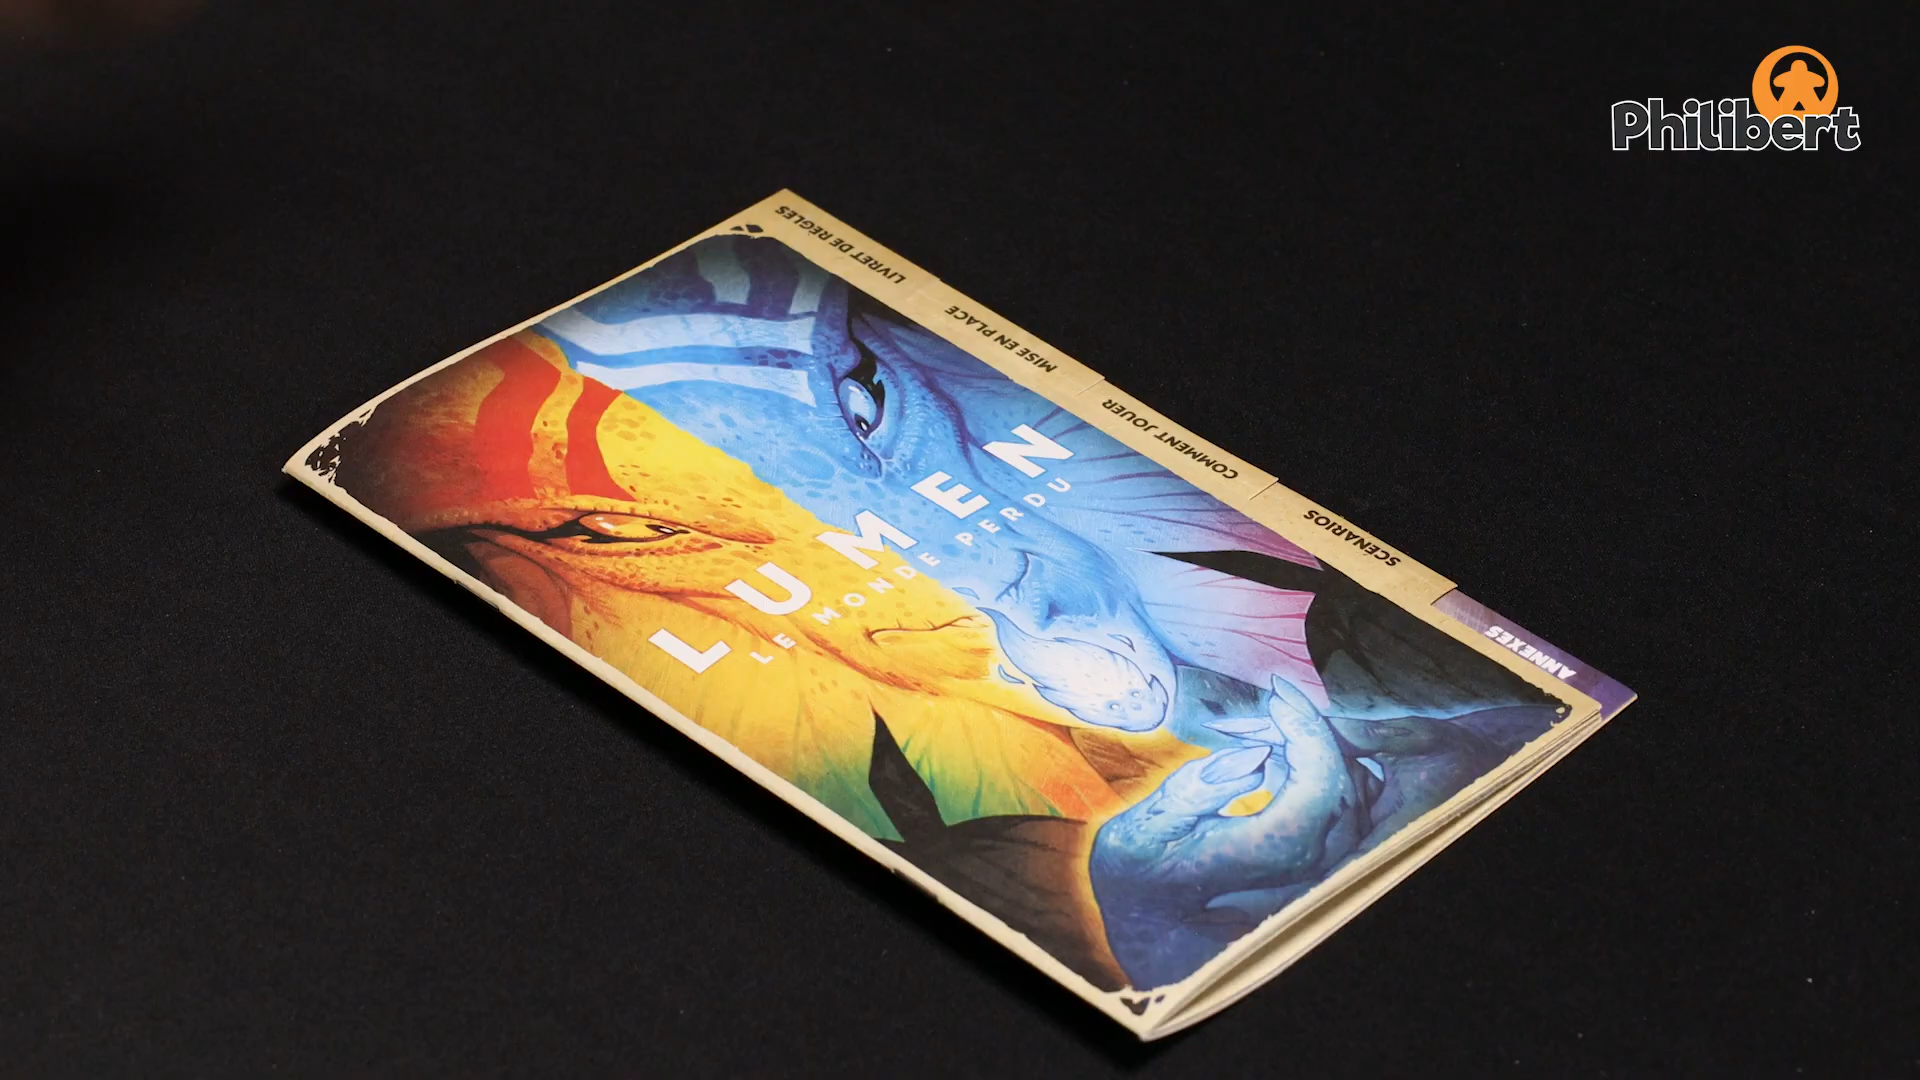 Philibert
LIVRET DE RÈGLES
MISE EN PLACE
COMMENT JOUER
SCÉNARIOS
ANNEXES
LUMEN
LE MONDE PERDU